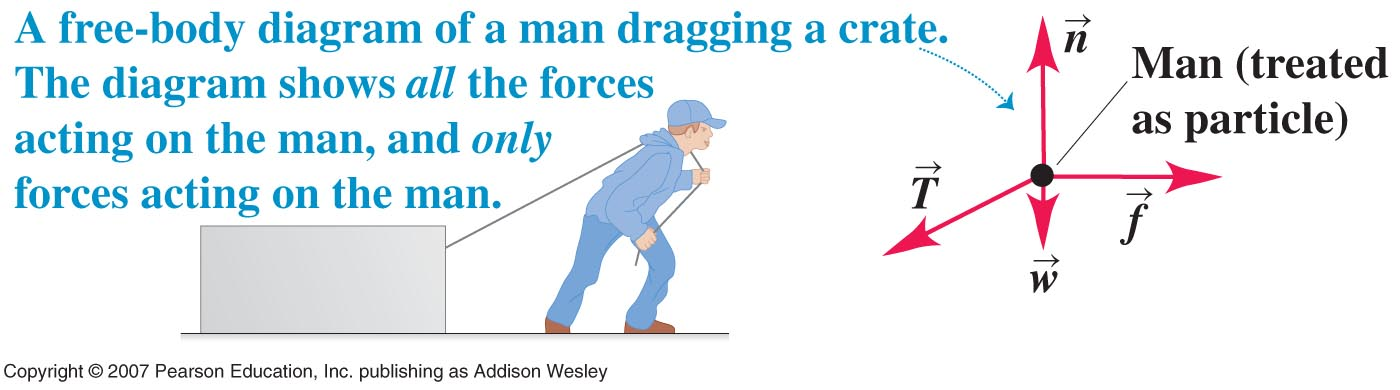 A free-body diagram of a man dragging a crate.
The diagram shows all the forces
acting on the man, and only
forces acting on the man.
n⃗
Man (treated
as particle)
T⃗
f⃗
w⃗
Copyright © 2007 Pearson Education, Inc. publishing as Addison Wesley